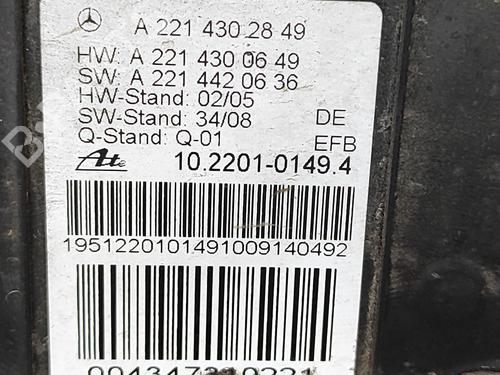 A 221 430 28 49
HW: A 221 430 06 49
SW: A 221 442 06 36
HW-Stand: 02/05
SW-Stand: 34/08 DE
Q-Stand: Q-01 EFB
Ate 10.2201-0149.4
1951220101491009140492